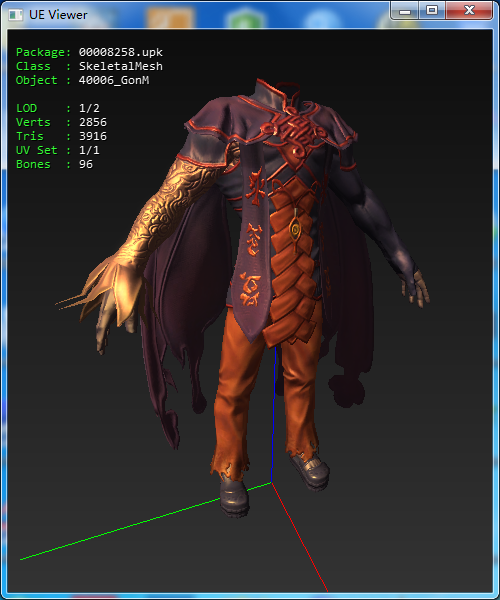 UE Viewer
Package: 00008258.upk
Class : SkeletalMesh
Object : 40006_GonM
LOD : 1/2
Verts : 2856
Tris : 3916
UV Set : 1/1
Bones : 96